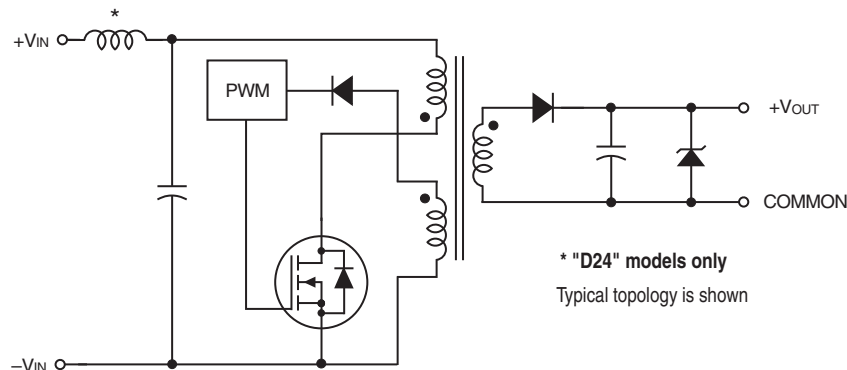 *
+VIN
PWM
+VOUT
COMMON
* "D24" models only
Typical topology is shown
–VIN